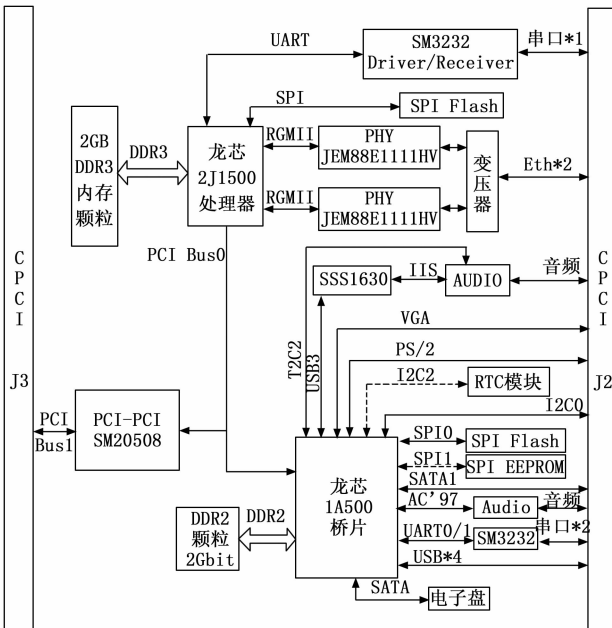 UART
SM3232
Driver/Receiver
串口*1
SPI
SPI Flash
2GB
DDR3
内存
颗粒
DDR3
龙芯
2J1500
处理器
RGMII
PHY
JEM88E1111HV
RGMII
PHY
JEM88E1111HV
变
压
器
Eth*2
PCI Bus0
C
P
C
I
J3
C
P
C
I
J2
SSS1630
IIS
AUDIO
音频
T2C2
USB3
VGA
PS/2
I2C2
RTC模块
I2C0
PCI
Bus1
PCI-PCI
SM20508
SPI0
SPI Flash
SPI1
SPI EEPROM
SATA1
龙芯
1A500
桥片
AC'97
Audio
音频
UART0/1
SM3232
串口*2
USB*4
DDR2
颗粒
2Gbit
DDR2
SATA
电子盘